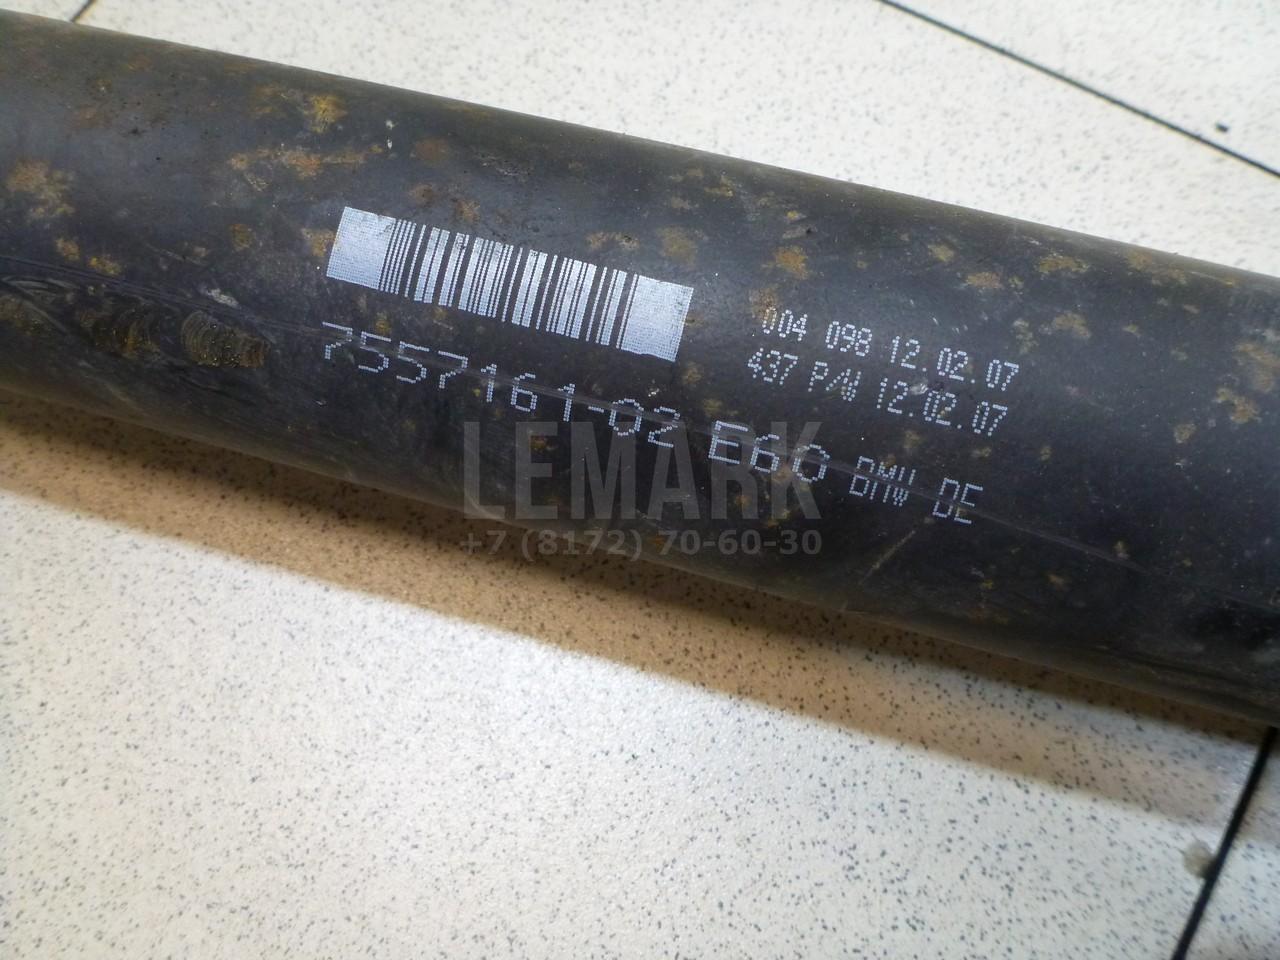 004 098 12.02.07
437 P/W 12.02.07
7557161-02 E60 BMW DE
LEMARK
+7 (8172) 70-60-30